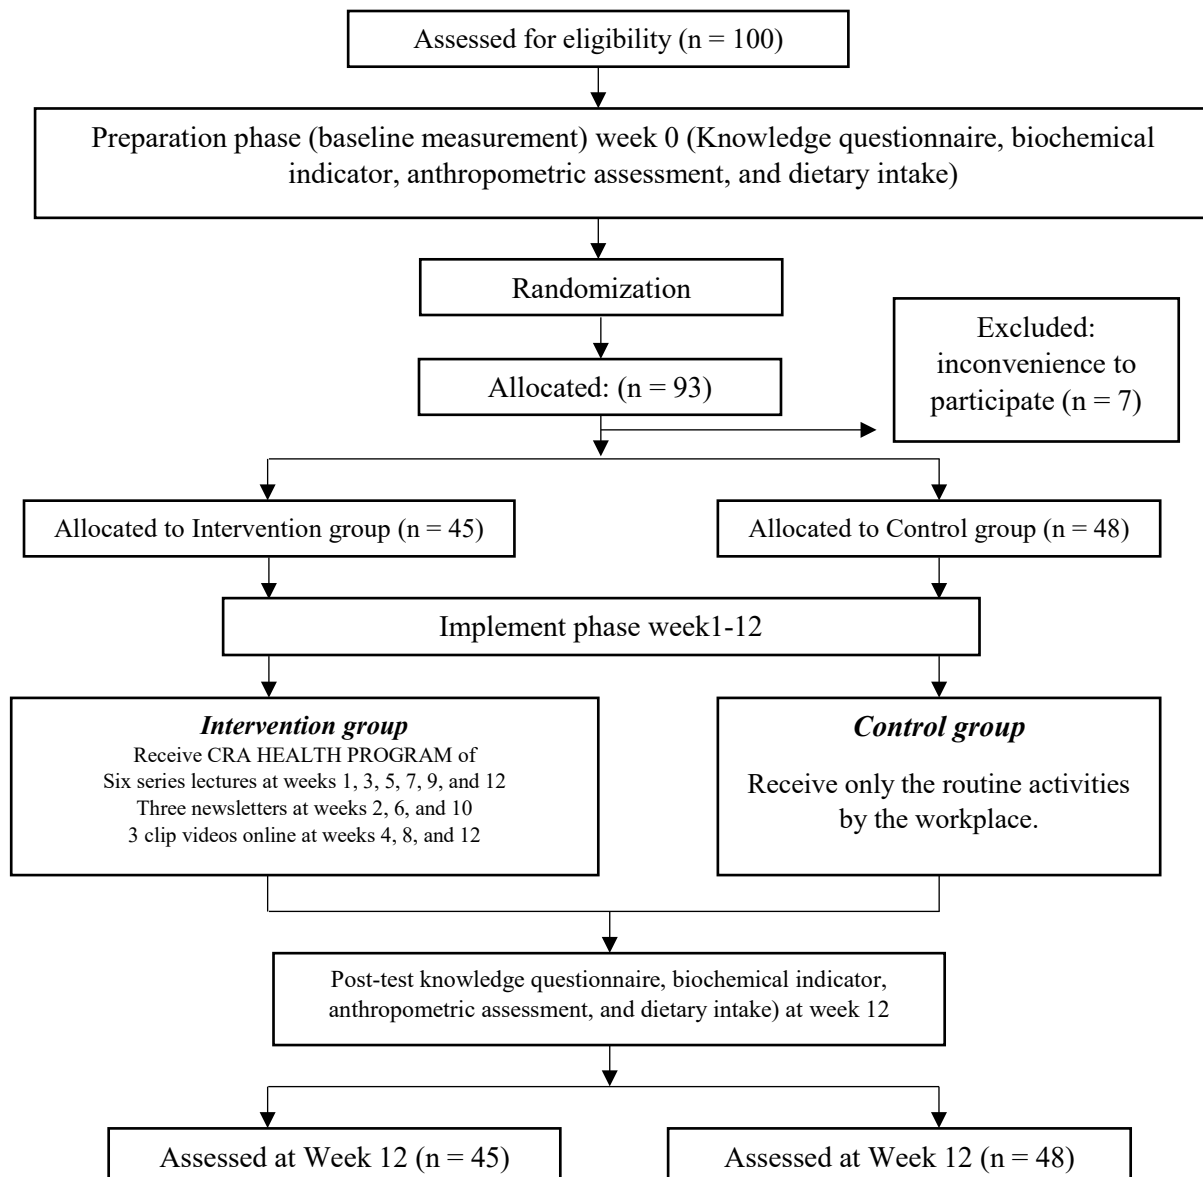 Assessed for eligibility (n = 100)
Preparation phase (baseline measurement) week 0 (Knowledge questionnaire, biochemical
indicator, anthropometric assessment, and dietary intake)
Randomization
Excluded:
inconvenience to
participate (n = 7)
Allocated: (n = 93)
Allocated to Intervention group (n = 45)
Allocated to Control group (n = 48)
Implement phase week1-12
Intervention group
Receive CRA HEALTH PROGRAM of
Six series lectures at weeks 1, 3, 5, 7, 9, and 12
Three newsletters at weeks 2, 6, and 10
3 clip videos online at weeks 4, 8, and 12
Control group
Receive only the routine activities
by the workplace.
Post-test knowledge questionnaire, biochemical indicator,
anthropometric assessment, and dietary intake) at week 12
Assessed at Week 12 (n = 45)
Assessed at Week 12 (n = 48)